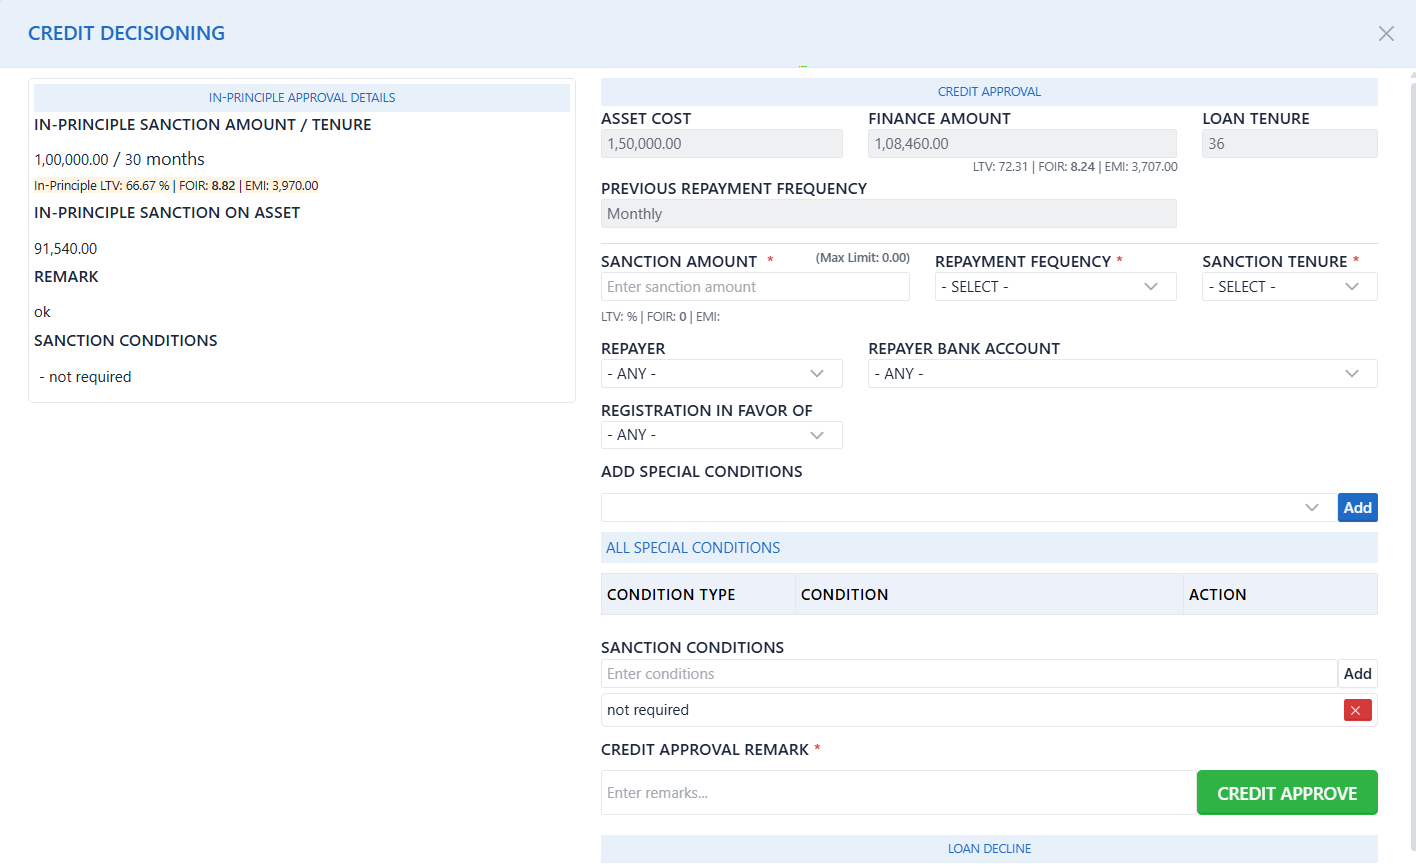 CREDIT DECISIONING
IN-PRINCIPLE APPROVAL DETAILS
IN-PRINCIPLE SANCTION AMOUNT / TENURE
1,00,000.00 / 30 months
In-Principle LTV: 66.67 % | FOIR: 8.82 | EMI: 3,970.00
IN-PRINCIPLE SANCTION ON ASSET
91,540.00
REMARK
ok
SANCTION CONDITIONS
- not required
CREDIT APPROVAL
ASSET COST FINANCE AMOUNT LOAN TENURE
1,50,000.00 1,08,460.00 36
LTV: 72.31 | FOIR: 8.24 | EMI: 3,707.00
PREVIOUS REPAYMENT FREQUENCY
Monthly
SANCTION AMOUNT * (Max Limit: 0.00) REPAYMENT FEQUENCY * SANCTION TENURE *
Enter sanction amount - SELECT - - SELECT -
LTV: % | FOIR: 0 | EMI:
REPAYER REPAYER BANK ACCOUNT
- ANY - - ANY -
REGISTRATION IN FAVOR OF
- ANY -
ADD SPECIAL CONDITIONS
Add
ALL SPECIAL CONDITIONS
CONDITION TYPE CONDITION ACTION
SANCTION CONDITIONS
Enter conditions Add
not required
CREDIT APPROVAL REMARK *
Enter remarks... CREDIT APPROVE
LOAN DECLINE